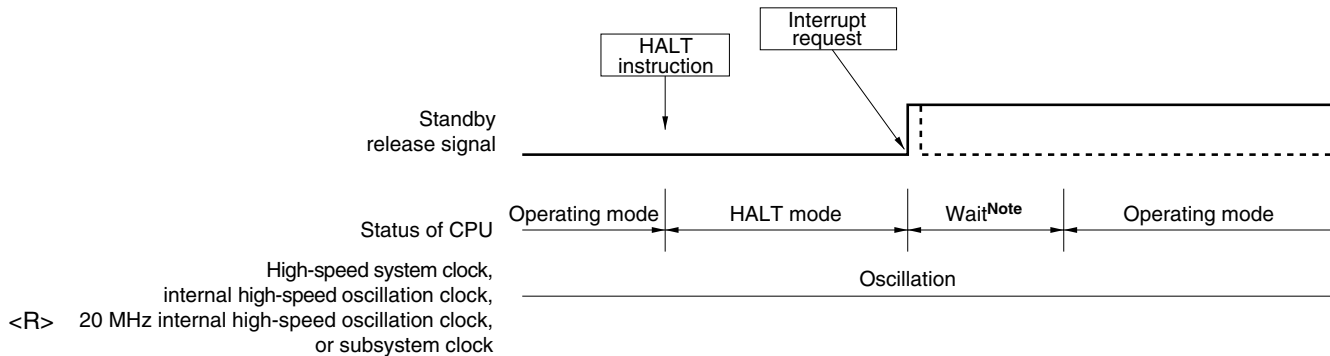 Interrupt
request
HALT
instruction
Standby
release signal
Status of CPU
Operating mode
HALT mode
WaitNote
Operating mode
High-speed system clock,
internal high-speed oscillation clock,
<R> 20 MHz internal high-speed oscillation clock,
or subsystem clock
Oscillation